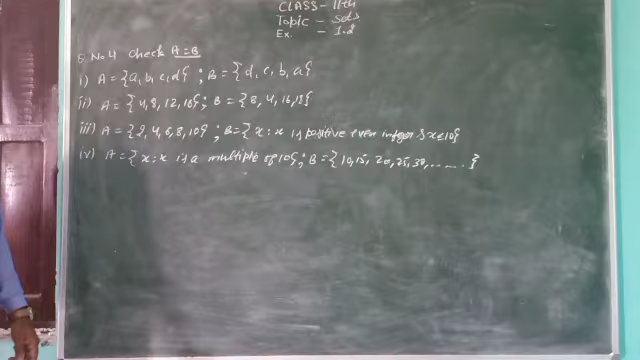 CLASS - 11th
Topic - Sets
Ex. - 1.2
Q No 4 Check A = B
i) A = {a, b, c, d} ; B = {d, c, b, a}
ii) A = {4, 8, 12, 16} ; B = {8, 4, 16, 18}
iii) A = {2, 4, 6, 8, 10} ; B = {x : x is positive even integer & x ≤ 10}
iv) A = {x : x is a multiple of 10} ; B = {10, 15, 20, 25, 30, ...... }